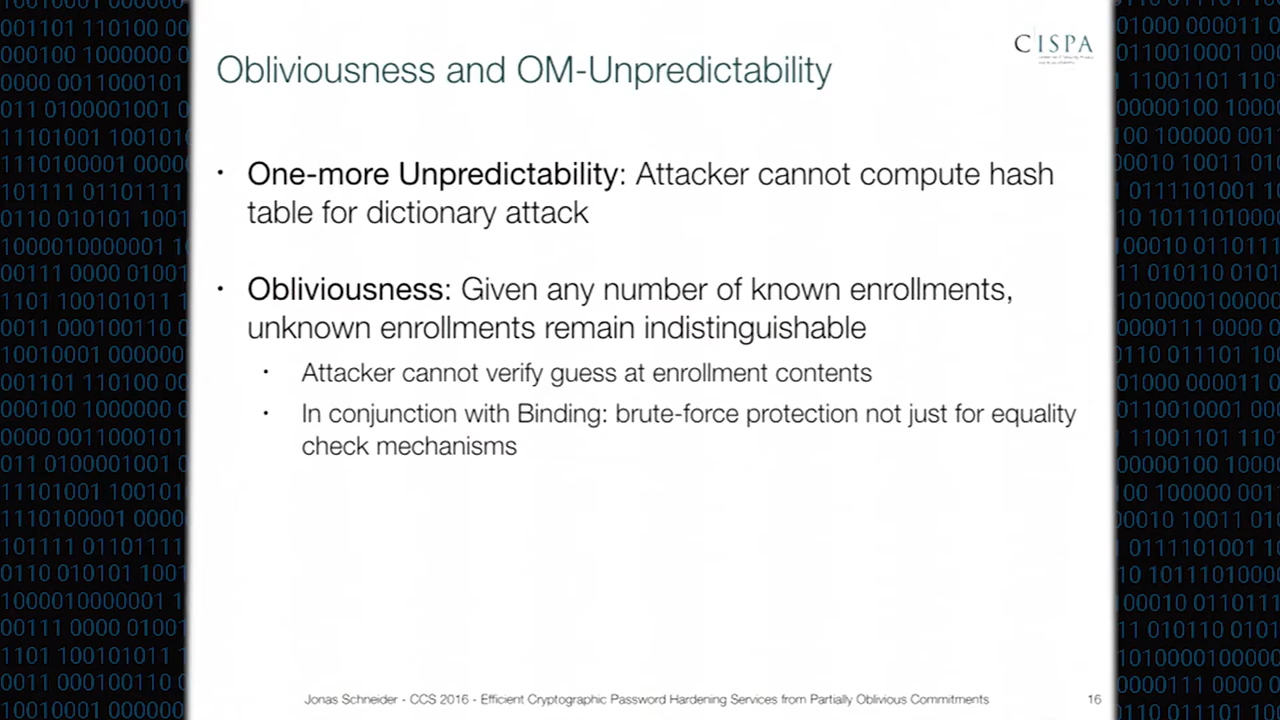 Obliviousness and OM-Unpredictability
CISPA
• One-more Unpredictability: Attacker cannot compute hash
table for dictionary attack
• Obliviousness: Given any number of known enrollments,
unknown enrollments remain indistinguishable
• Attacker cannot verify guess at enrollment contents
• In conjunction with Binding: brute-force protection not just for equality
check mechanisms
Jonas Schneider - CCS 2016 - Efficient Cryptographic Password Hardening Services from Partially Oblivious Commitments
16